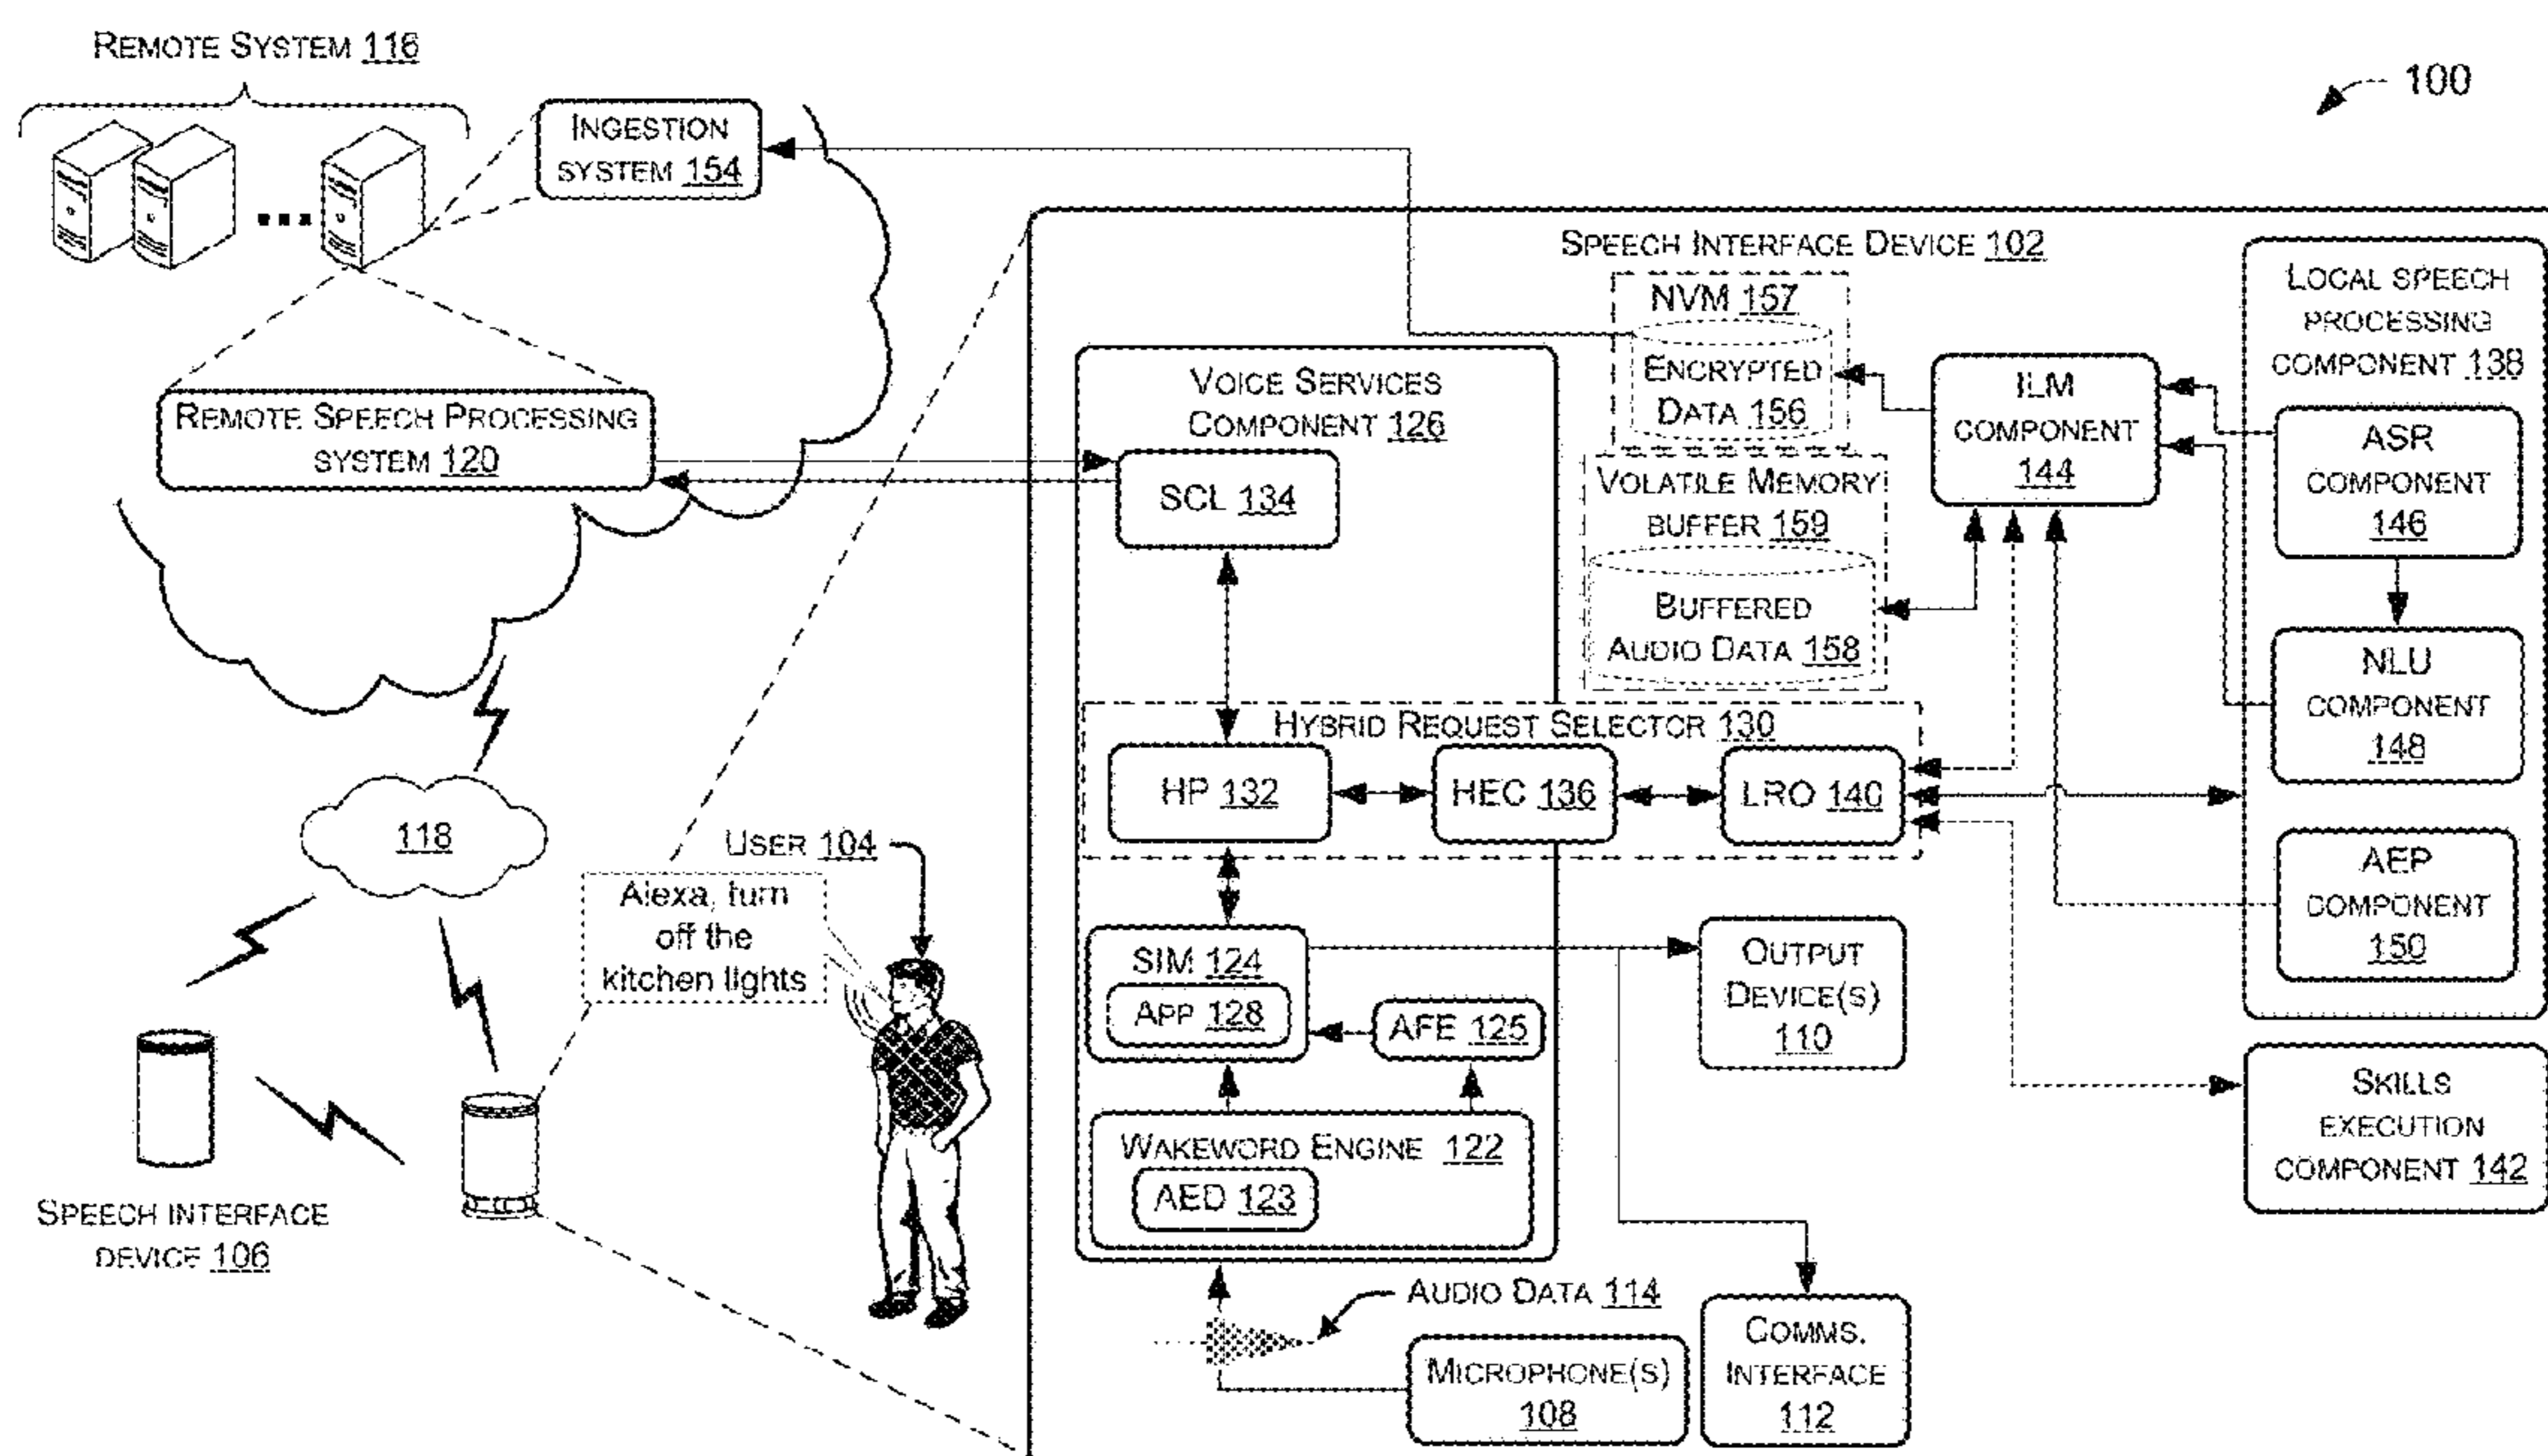 REMOTE SYSTEM 116
100
INGESTION
SYSTEM 154
REMOTE SPEECH PROCESSING
SYSTEM 120
118
USER 104
Alexa, turn
off the
kitchen lights
SPEECH INTERFACE
DEVICE 106
SPEECH INTERFACE DEVICE 102
VOICE SERVICES
COMPONENT 126
SCL 134
NVM 157
ENCRYPTED
DATA 156
VOLATILE MEMORY
BUFFER 159
BUFFERED
AUDIO DATA 158
ILM
COMPONENT
144
LOCAL SPEECH
PROCESSING
COMPONENT 138
ASR
COMPONENT
146
NLU
COMPONENT
148
AEP
COMPONENT
150
HYBRID REQUEST SELECTOR 130
HP 132
HEC 136
LRO 140
SIM 124
APP 128
AFE 125
OUTPUT
DEVICE(S)
110
SKILLS
EXECUTION
COMPONENT 142
WAKEWORD ENGINE 122
AED 123
AUDIO DATA 114
MICROPHONE(S)
108
COMMS.
INTERFACE
112